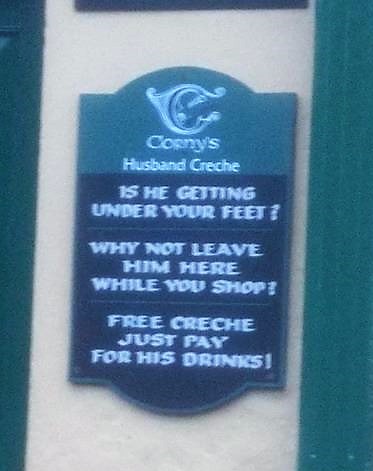 Clorny's
Husband Creche
IS HE GETTING
UNDER YOUR FEET?
WHY NOT LEAVE
HIM HERE
WHILE YOU SHOP!
FREE CRECHE
JUST PAY
FOR HIS DRINKS!